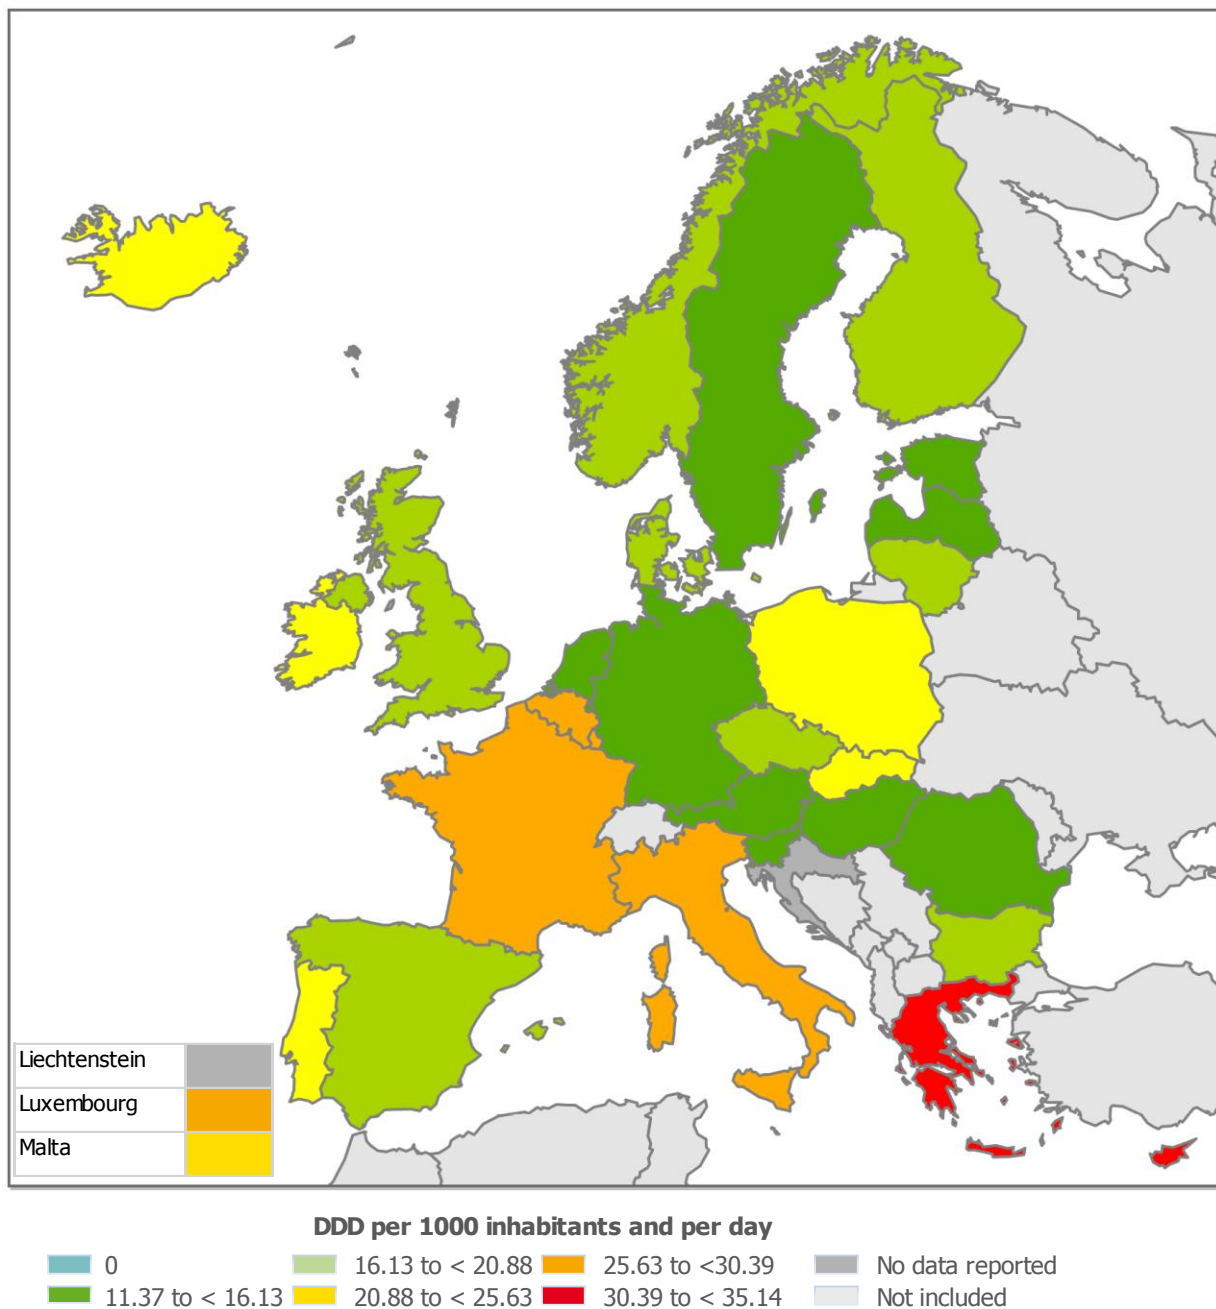 Liechtenstein
Luxembourg
Malta
DDD per 1000 inhabitants and per day
0 16.13 to < 20.88 25.63 to <30.39 No data reported
11.37 to < 16.13 20.88 to < 25.63 30.39 to < 35.14 Not included